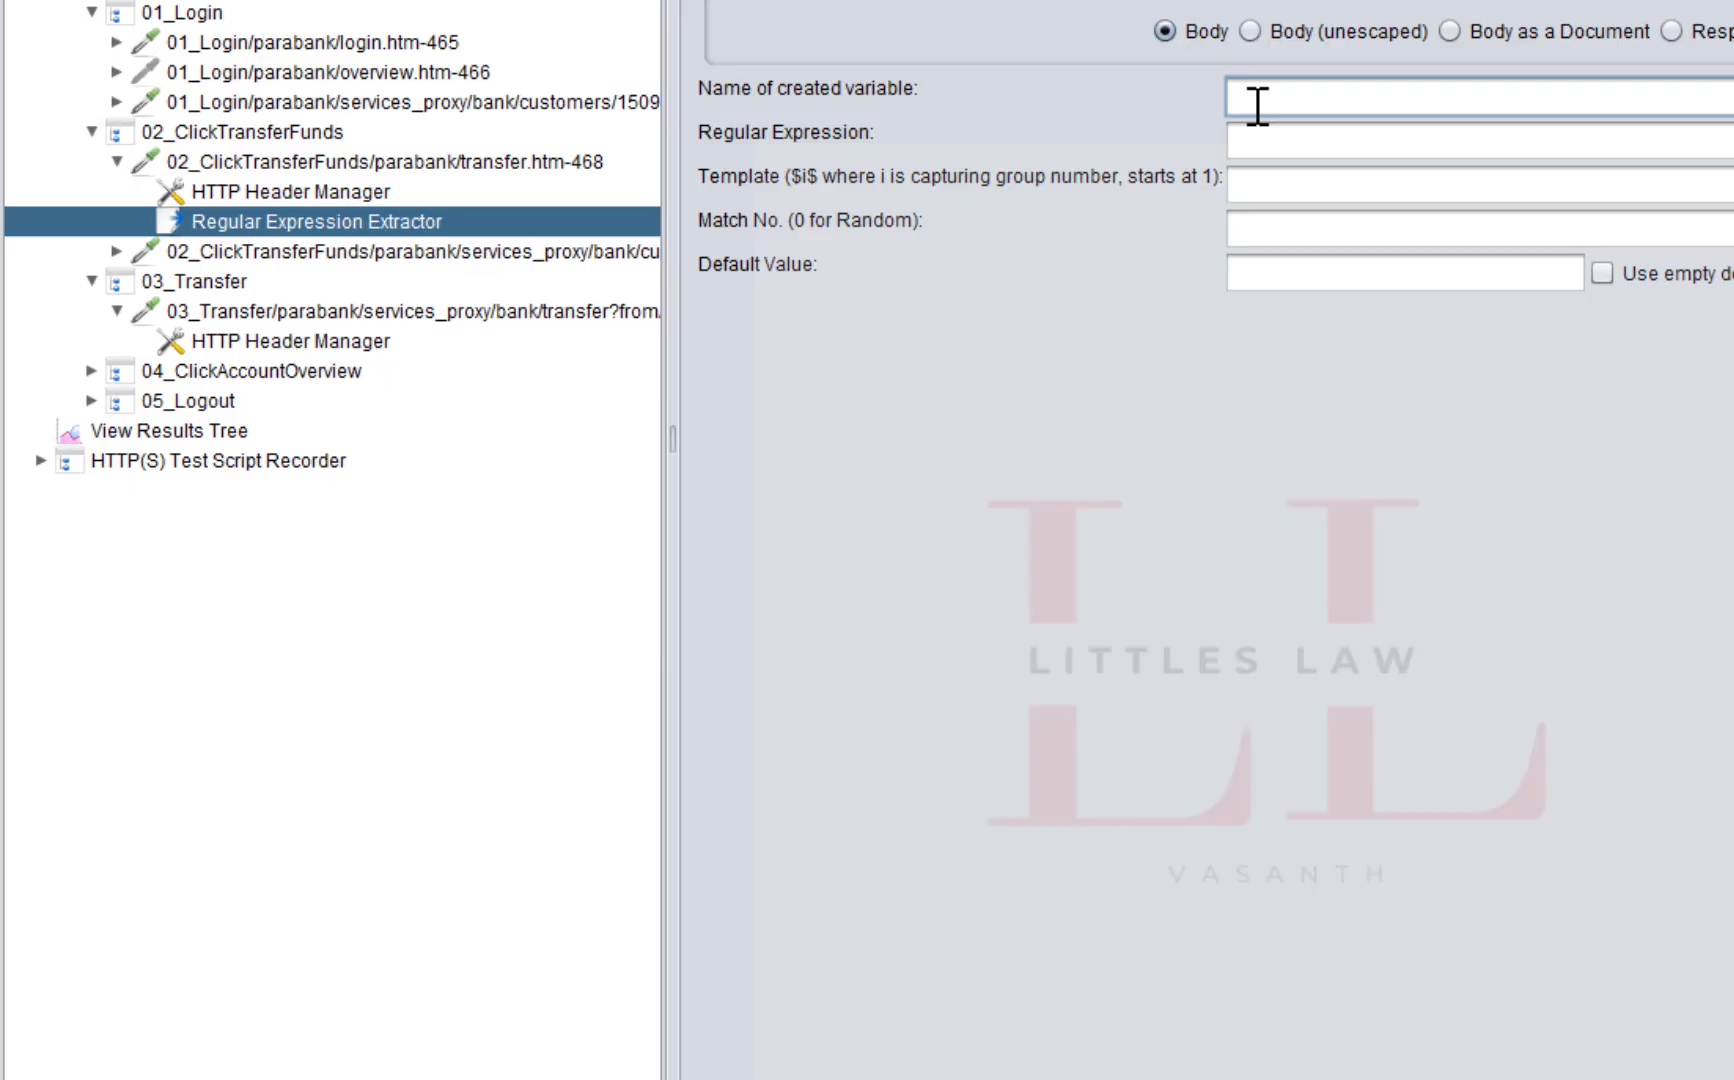 01_Login
01_Login/parabank/login.htm-465
01_Login/parabank/overview.htm-466
01_Login/parabank/services_proxy/bank/customers/1509
02_ClickTransferFunds
02_ClickTransferFunds/parabank/transfer.htm-468
HTTP Header Manager
Regular Expression Extractor
02_ClickTransferFunds/parabank/services_proxy/bank/cu
03_Transfer
03_Transfer/parabank/services_proxy/bank/transfer?from
HTTP Header Manager
04_ClickAccountOverview
05_Logout
View Results Tree
HTTP(S) Test Script Recorder
Body Body (unescaped) Body as a Document Resp
Name of created variable:
Regular Expression:
Template ($i$ where i is capturing group number, starts at 1):
Match No. (0 for Random):
Default Value:
Use empty de
LL
LITTLES LAW
VASANTH